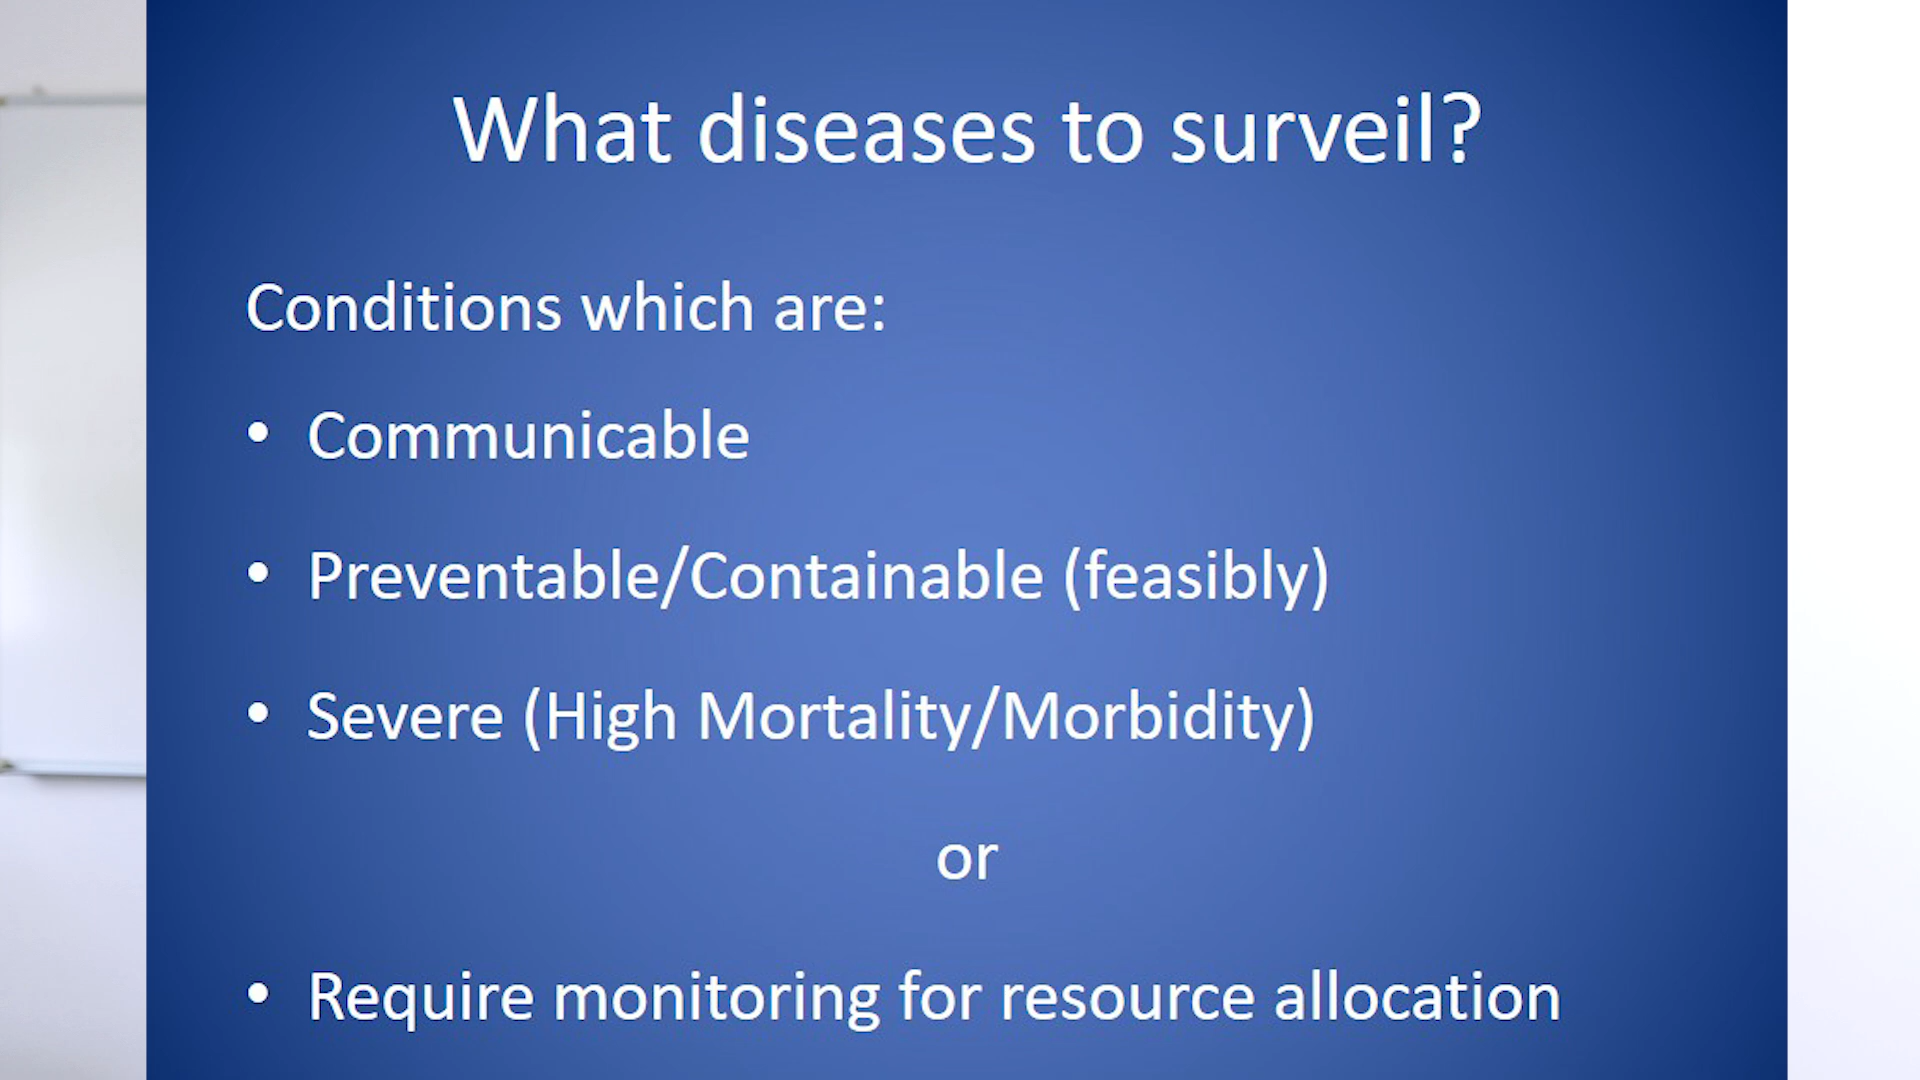 What diseases to surveil?
Conditions which are:
• Communicable
• Preventable/Containable (feasibly)
• Severe (High Mortality/Morbidity)
or
• Require monitoring for resource allocation